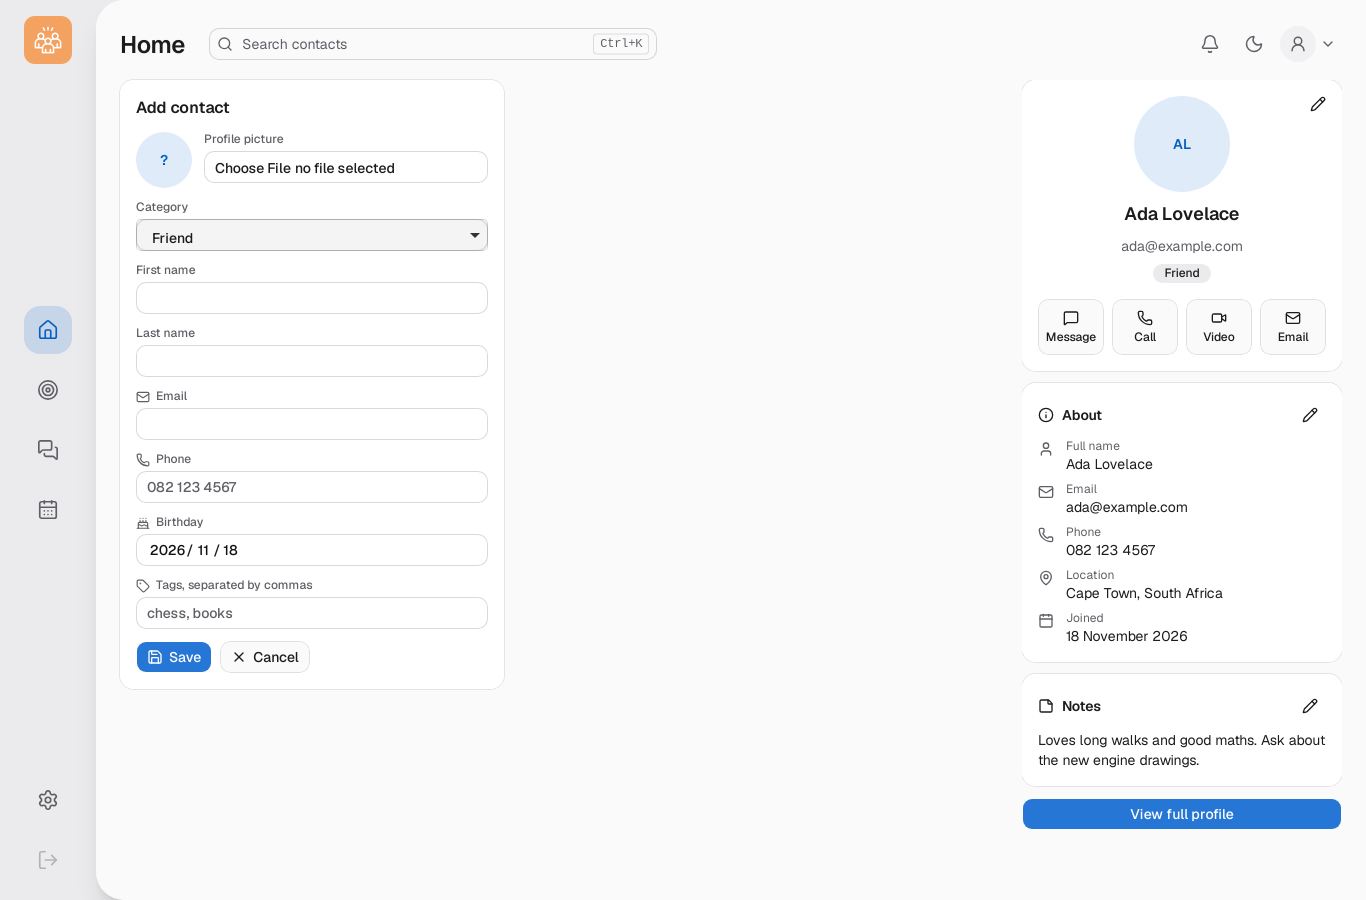 Home
Search contacts
Ctrl+K
Add contact
?
Profile picture
Choose File no file selected
Category
Friend
First name
Last name
Email
Phone
082 123 4567
Birthday
2026 / 11 / 18
Tags, separated by commas
chess, books
Save
Cancel
AL
Ada Lovelace
ada@example.com
Friend
Message
Call
Video
Email
About
Full name
Ada Lovelace
Email
ada@example.com
Phone
082 123 4567
Location
Cape Town, South Africa
Joined
18 November 2026
Notes
Loves long walks and good maths. Ask about
the new engine drawings.
View full profile